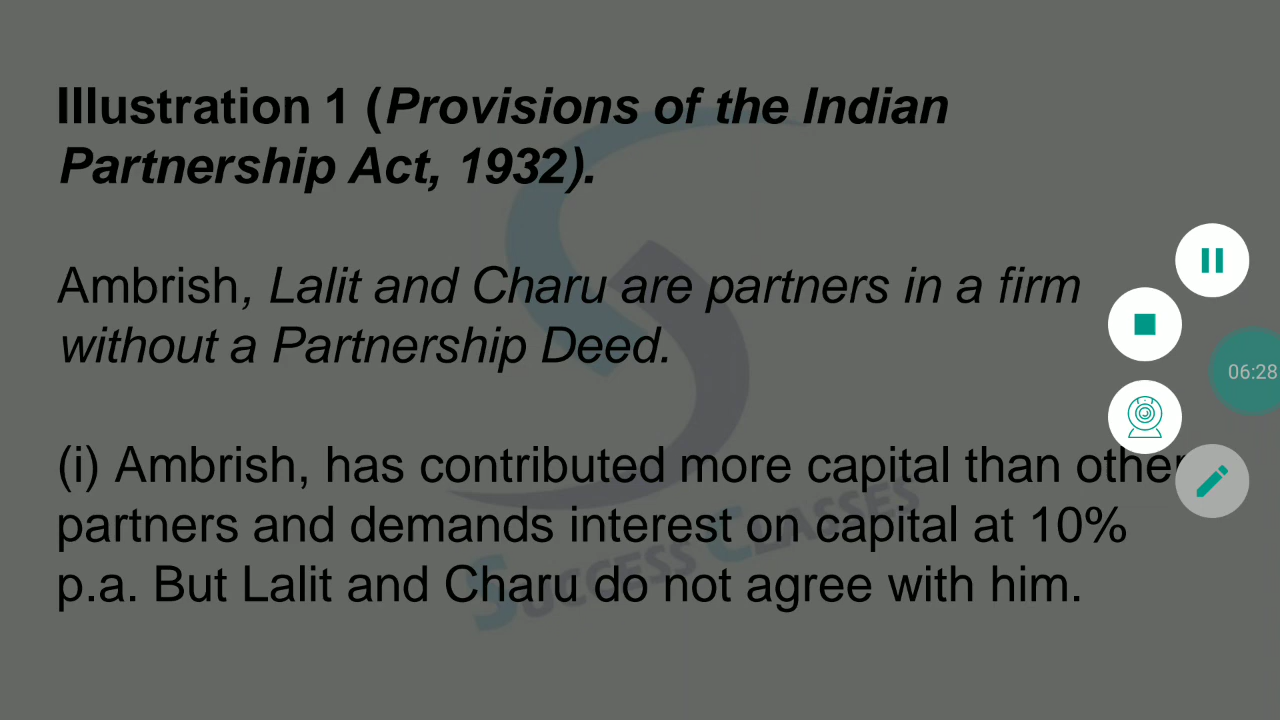 Illustration 1 (Provisions of the Indian
Partnership Act, 1932).
Ambrish, Lalit and Charu are partners in a firm
without a Partnership Deed.
(i) Ambrish, has contributed more capital than other
partners and demands interest on capital at 10%
p.a. But Lalit and Charu do not agree with him.
SUCCESS CLASSES
06:28